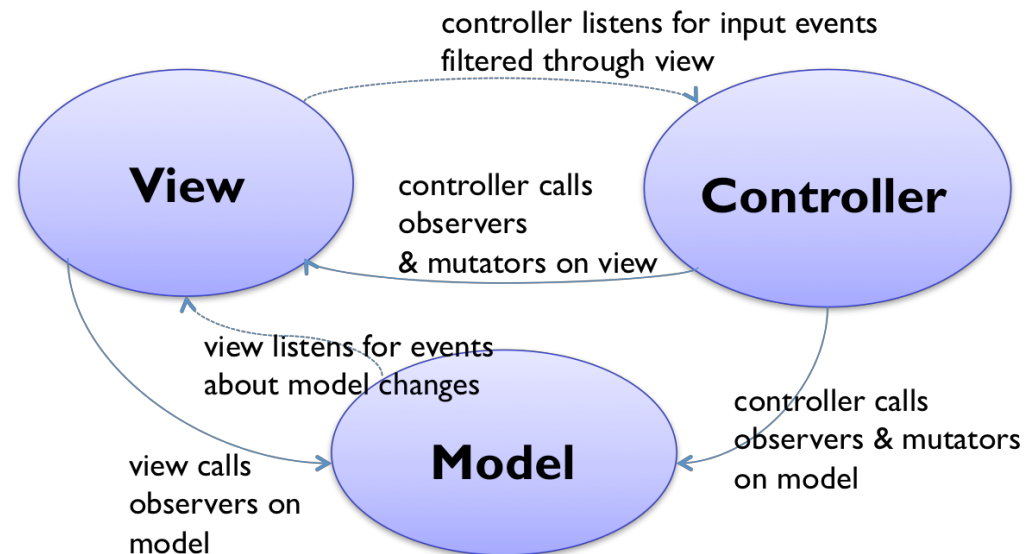 controller listens for input events
filtered through view
View
Controller
controller calls
observers
& mutators on view
view listens for events
about model changes
controller calls
observers & mutators
on model
Model
view calls
observers on
model